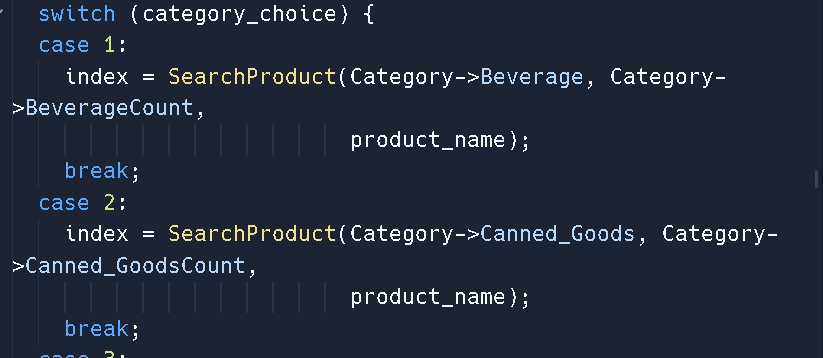 switch (category_choice) {
case 1:
index = SearchProduct(Category->Beverage, Category-
>BeverageCount,
product_name);
break;
case 2:
index = SearchProduct(Category->Canned_Goods, Category-
>Canned_GoodsCount,
product_name);
break;
case 3: